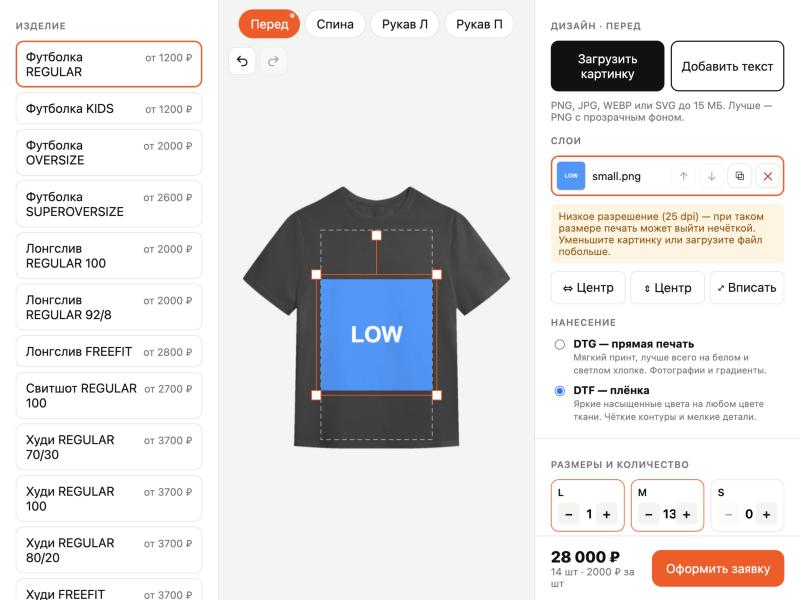 ИЗДЕЛИЕ
Футболка REGULAR
от 1200 ₽
Футболка KIDS
от 1200 ₽
Футболка OVERSIZE
от 2000 ₽
Футболка SUPEROVERSIZE
от 2600 ₽
Лонгслив REGULAR 100
от 2000 ₽
Лонгслив REGULAR 92/8
от 2000 ₽
Лонгслив FREEFIT
от 2800 ₽
Свитшот REGULAR 100
от 2700 ₽
Худи REGULAR 70/30
от 3700 ₽
Худи REGULAR 100
от 3700 ₽
Худи REGULAR 80/20
от 3700 ₽
Худи FREEFIT
от 3700 ₽
Перед
Спина
Рукав Л
Рукав П
LOW
ДИЗАЙН · ПЕРЕД
Загрузить картинку
Добавить текст
PNG, JPG, WEBP или SVG до 15 МБ. Лучше —
PNG с прозрачным фоном.
СЛОИ
LOW
small.png
Низкое разрешение (25 dpi) — при таком
размере печать может выйти нечёткой.
Уменьшите картинку или загрузите файл
побольше.
⇔ Центр
⇕ Центр
⤢ Вписать
НАНЕСЕНИЕ
DTG — прямая печать
Мягкий принт, лучше всего на белом и
светлом хлопке. Фотографии и градиенты.
DTF — плёнка
Яркие насыщенные цвета на любом цвете
ткани. Чёткие контуры и мелкие детали.
РАЗМЕРЫ И КОЛИЧЕСТВО
L
− 1 +
M
− 13 +
S
− 0 +
28 000 ₽
14 шт · 2000 ₽ за
шт
Оформить заявку